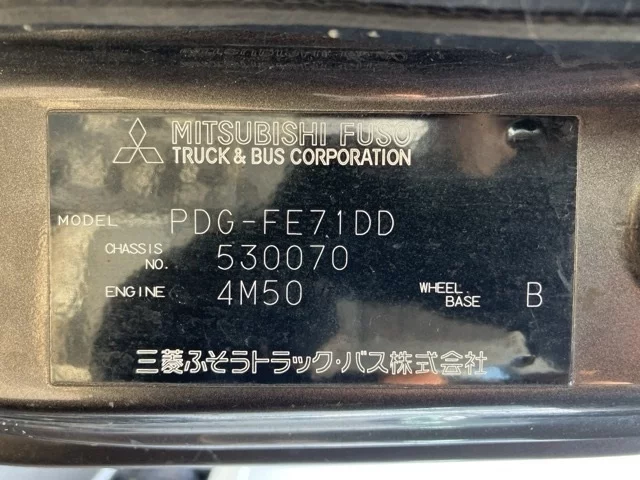 MITSUBISHI FUSO
TRUCK & BUS CORPORATION
MODEL PDG-FE71DD
CHASSIS NO. 530070
ENGINE 4M50 WHEEL BASE B
三菱ふそうトラック・バス株式会社